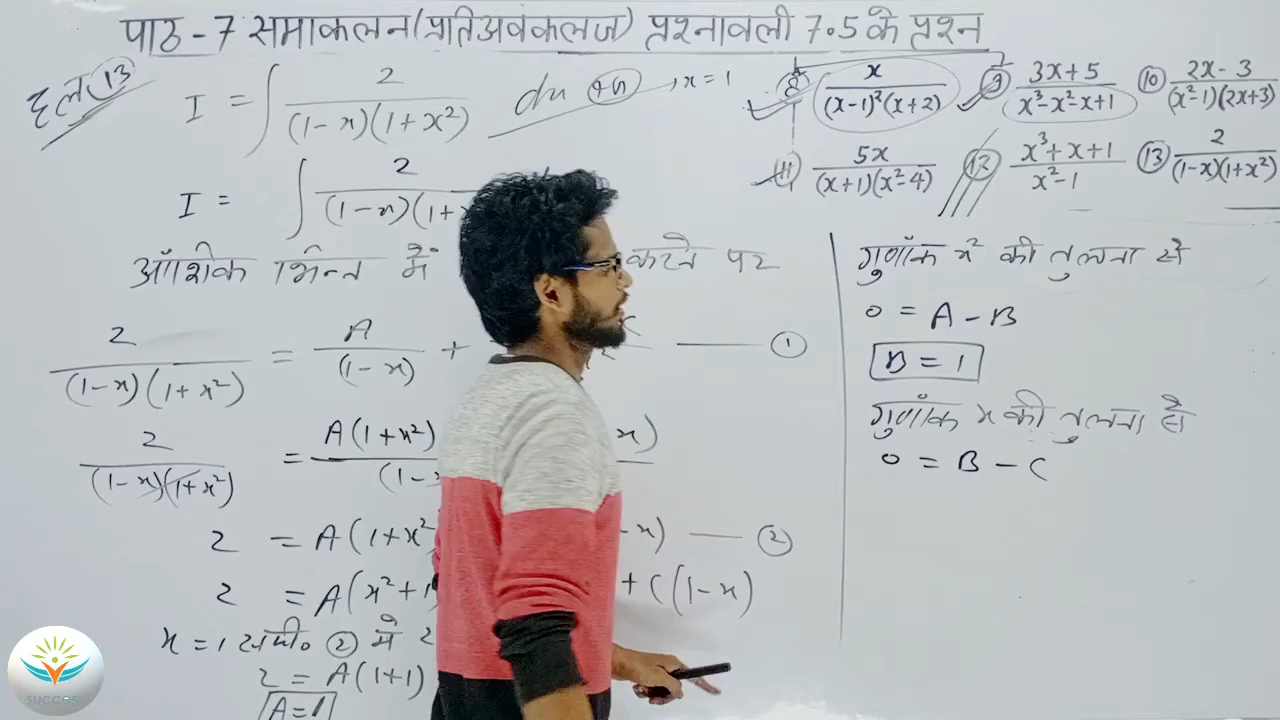 पाठ - 7 समाकलन (प्रतिअवकलज) प्रश्नावली 7.5 के प्रश्न
हल 13
I = ∫ 2/((1-x)(1+x²)) dx
, x = 1
I = ∫ 2/((1-x)(1+x
आँशिक भिन्न में करने पर
2/((1-x)(1+x²)) = A/(1-x) + ——— ①
2/((1-x)(1+x²)) = A(1+x²) x)/(1-
2 = A(1+x² -x) —— ②
2 = A(x²+1) + C(1-x)
x = 1 समी० ② में
2 = A(1+1)
A=1
⑧ x/((x-1)²(x+2)) ⑨ (3x+5)/(x³-x²-x+1) ⑩ (2x-3)/((x²-1)(2x+3))
⑪ 5x/((x+1)(x²-4)) ⑫ (x³+x+1)/(x²-1) ⑬ 2/((1-x)(1+x²))
गुणाँक x² की तुलना से
0 = A - B
B = 1
गुणाँक x की तुलना से
0 = B - C
SUCCESS